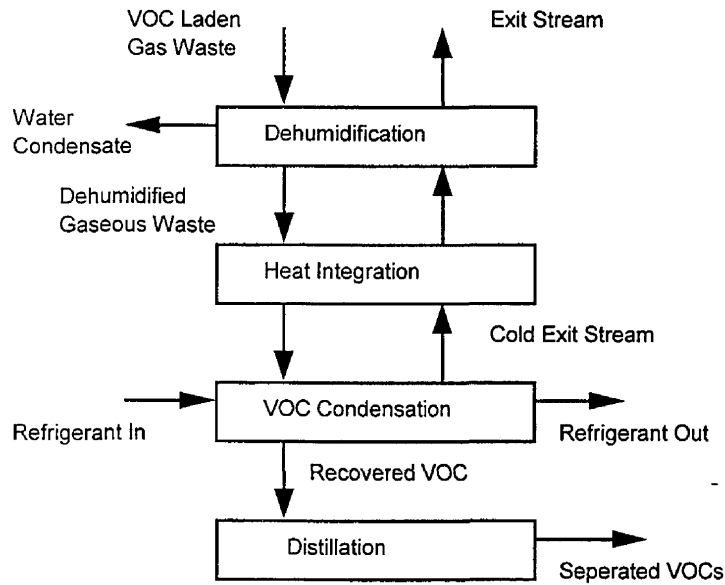 VOC Laden
Gas Waste
Exit Stream
Water
Condensate
Dehumidification
Dehumidified
Gaseous Waste
Heat Integration
Cold Exit Stream
VOC Condensation
Refrigerant In
Refrigerant Out
Recovered VOC
Distillation
Seperated VOCs